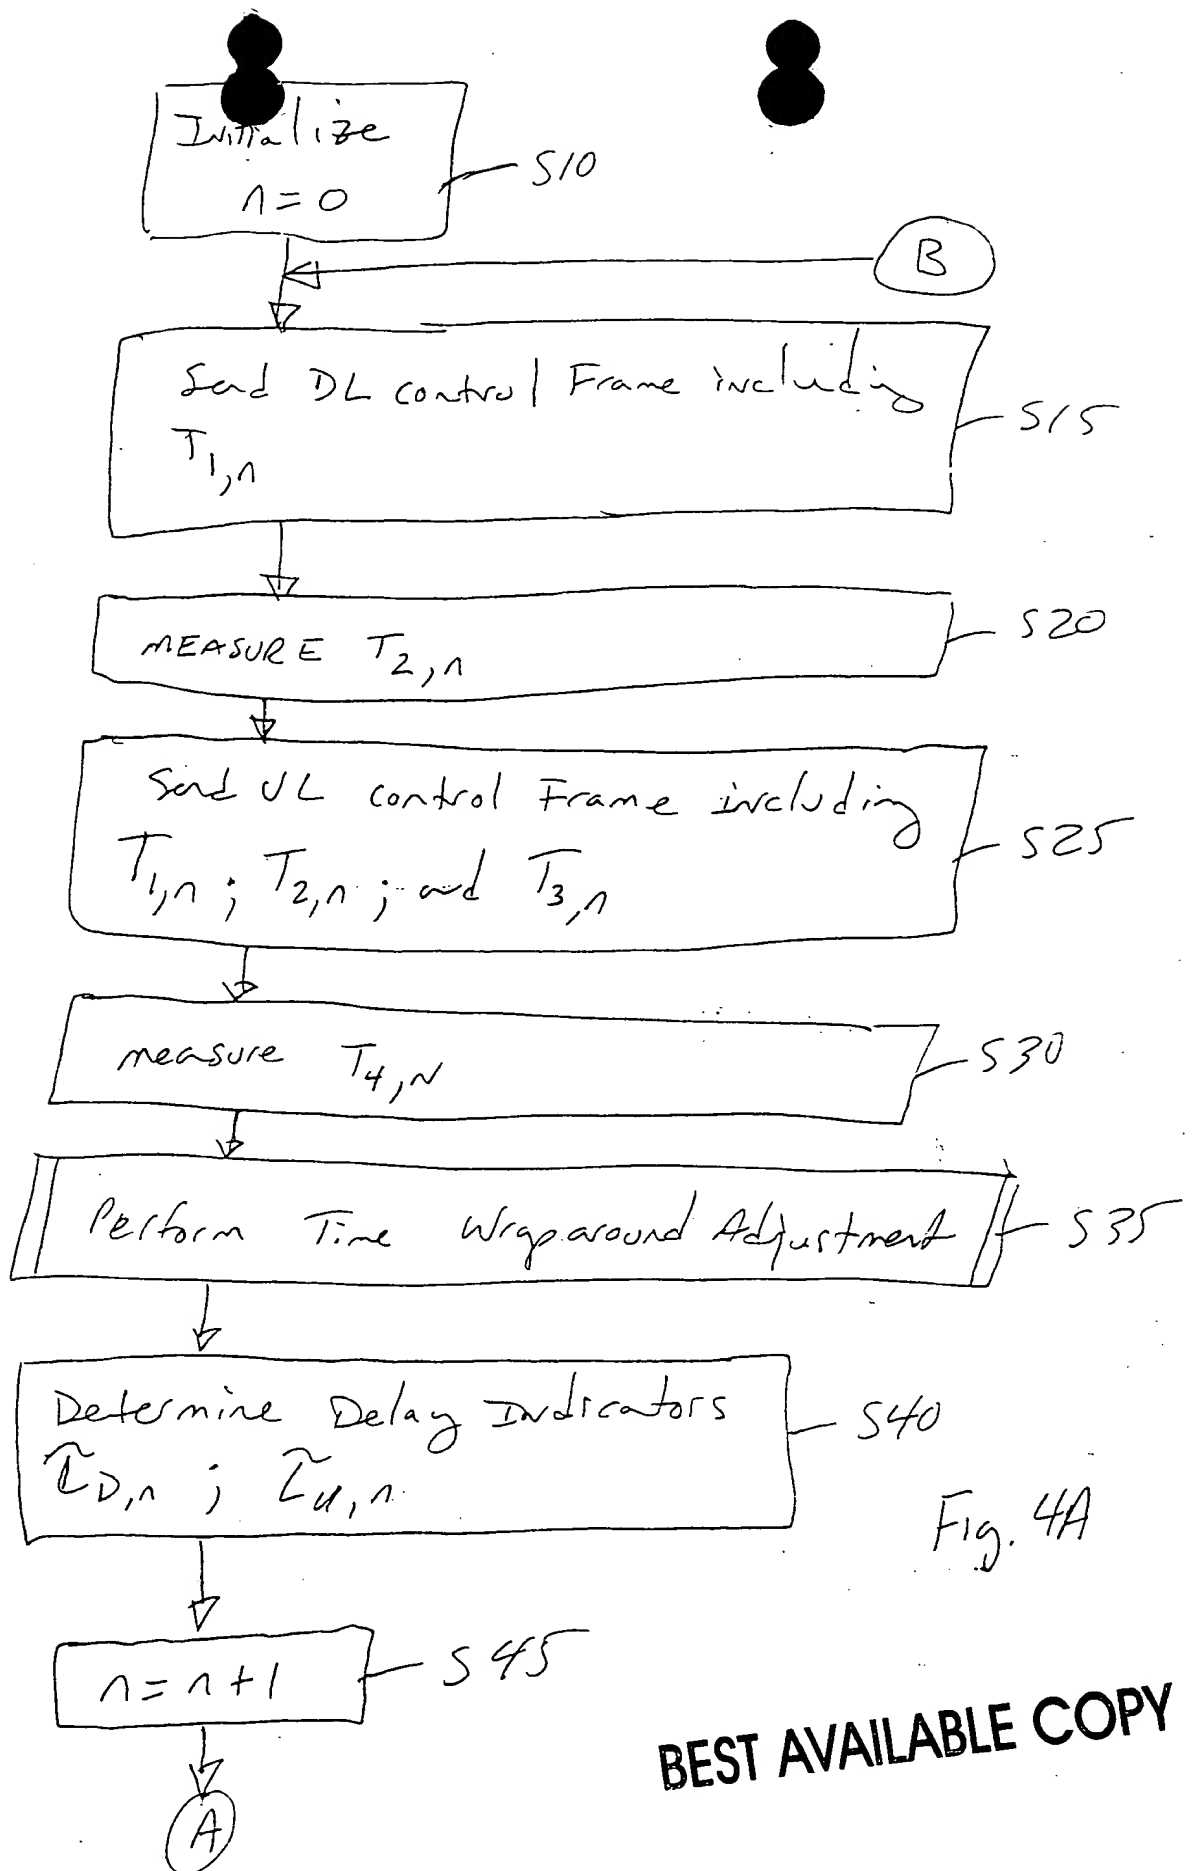 Initialize
n = 0
S10
B
Send DL control Frame including
T1,n
S15
MEASURE T2,n
S20
Send UL control Frame including
T1,n ; T2,n ; and T3,n
S25
measure T4,N
S30
Perform Time Wraparound Adjustment
S35
Determine Delay Indicators
τ̃D,n ; τ̃u,n
S40
Fig. 4A
n = n + 1
S45
BEST AVAILABLE COPY
A